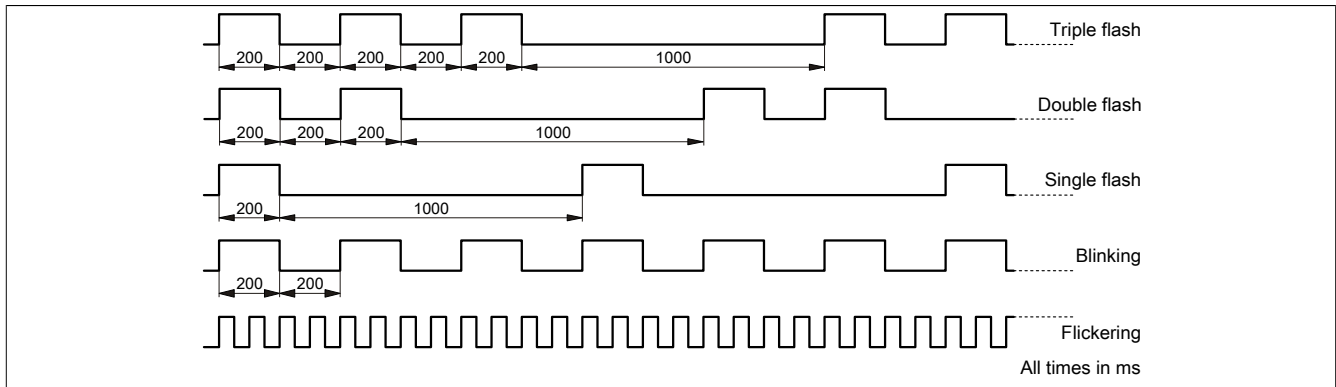 Triple flash
200 200 200 200 200 1000
Double flash
200 200 200 1000
Single flash
200 1000
Blinking
200 200
Flickering
All times in ms